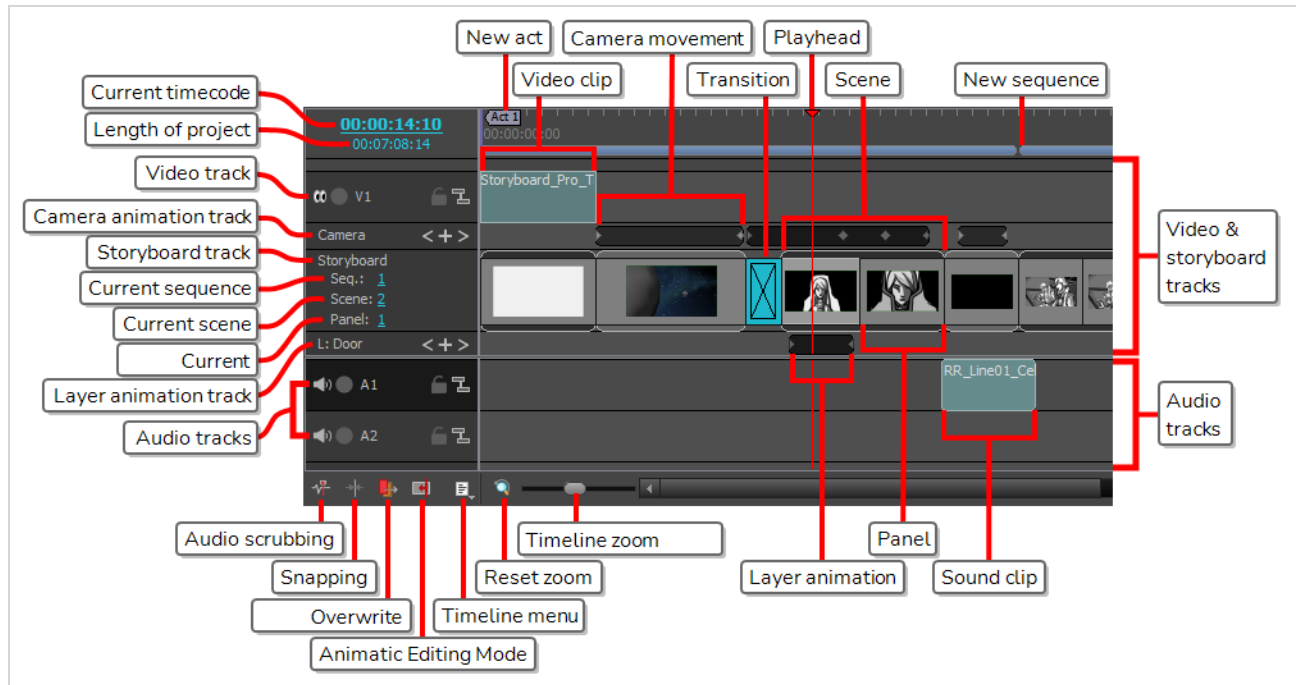 New act
Camera movement
Playhead
Video clip
Transition
Scene
New sequence
Current timecode
Length of project
Video track
Camera animation track
Storyboard track
Current sequence
Current scene
Current
Layer animation track
Audio tracks
00:00:14:10
00:07:08:14
Act 1
00:00:00:00
V1
Storyboard_Pro_T
Camera
Storyboard
Seq.: 1
Scene: 2
Panel: 1
L: Door
A1
RR_Line01_Ce
A2
Video &
storyboard
tracks
Audio
tracks
Audio scrubbing
Timeline zoom
Panel
Snapping
Reset zoom
Layer animation
Sound clip
Overwrite
Timeline menu
Animatic Editing Mode